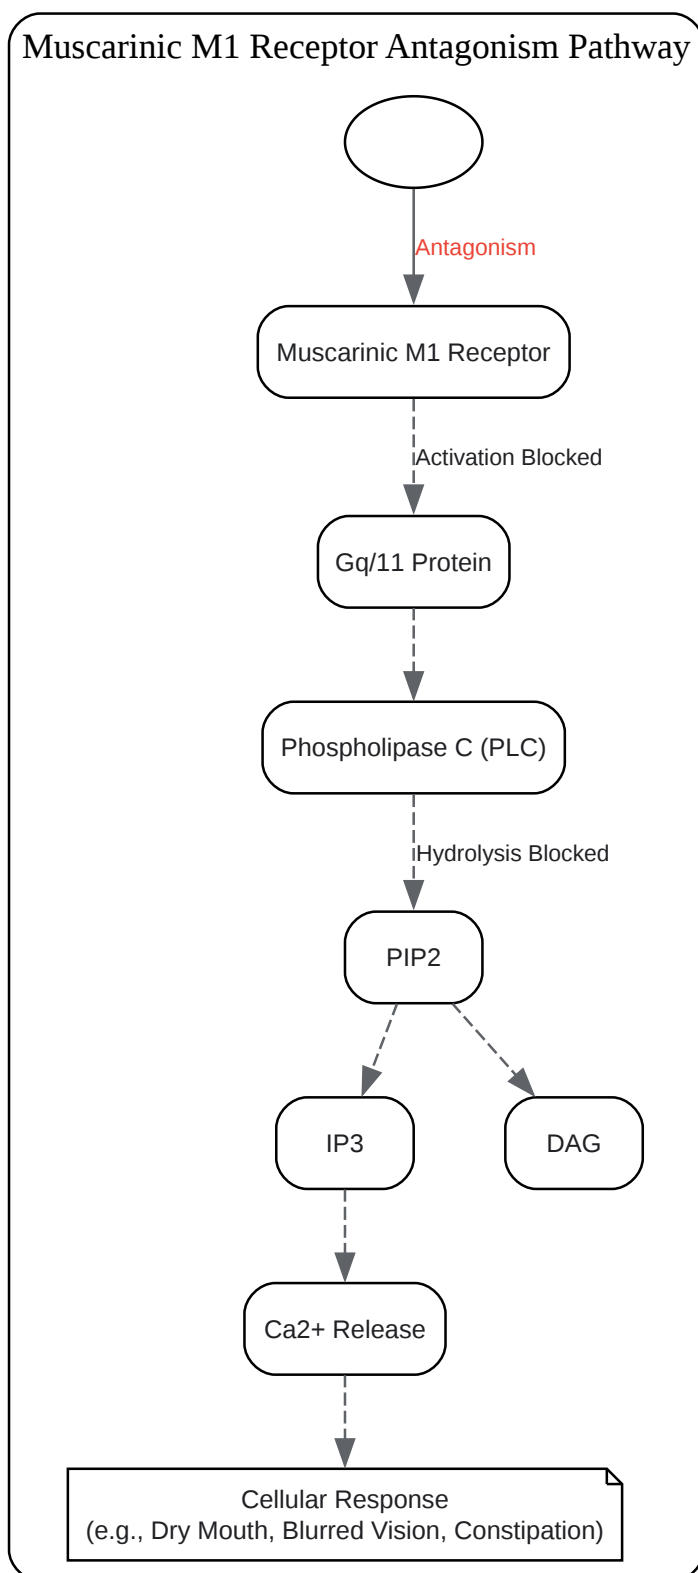 Muscarinic M1 Receptor Antagonism Pathway
Antagonism
Muscarinic M1 Receptor
Activation Blocked
Gq/11 Protein
Phospholipase C (PLC)
Hydrolysis Blocked
PIP2
IP3
DAG
Ca2+ Release
Cellular Response
(e.g., Dry Mouth, Blurred Vision, Constipation)